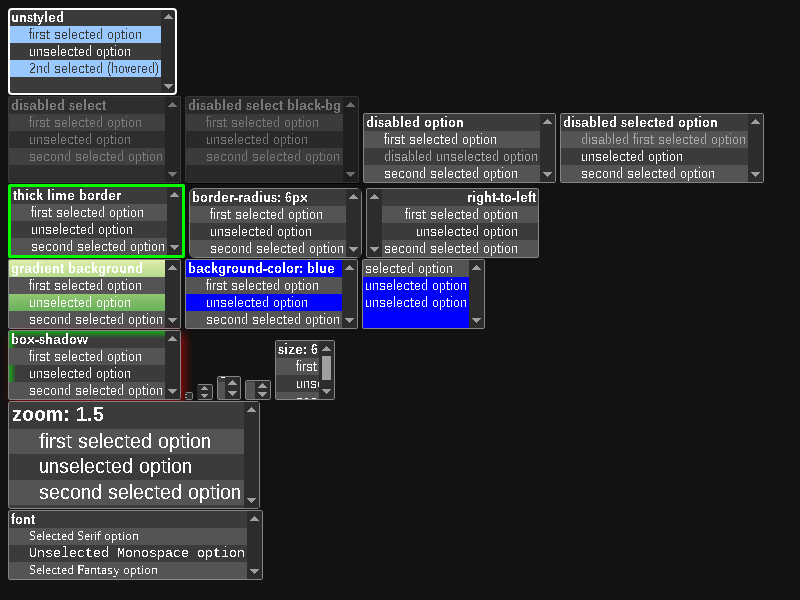 unstyled
first selected option
unselected option
2nd selected (hovered)
disabled select
first selected option
unselected option
second selected option
disabled select black-bg
first selected option
unselected option
second selected option
disabled option
first selected option
disabled unselected option
second selected option
disabled selected option
disabled first selected option
unselected option
second selected option
thick lime border
first selected option
unselected option
second selected option
border-radius: 6px
first selected option
unselected option
second selected option
right-to-left
first selected option
unselected option
second selected option
gradient background
first selected option
unselected option
second selected option
background-color: blue
first selected option
unselected option
second selected option
selected option
unselected option
unselected option
box-shadow
first selected option
unselected option
second selected option
size: 6
first
uns
zoom: 1.5
first selected option
unselected option
second selected option
font
Selected Serif option
Unselected Monospace option
Selected Fantasy option